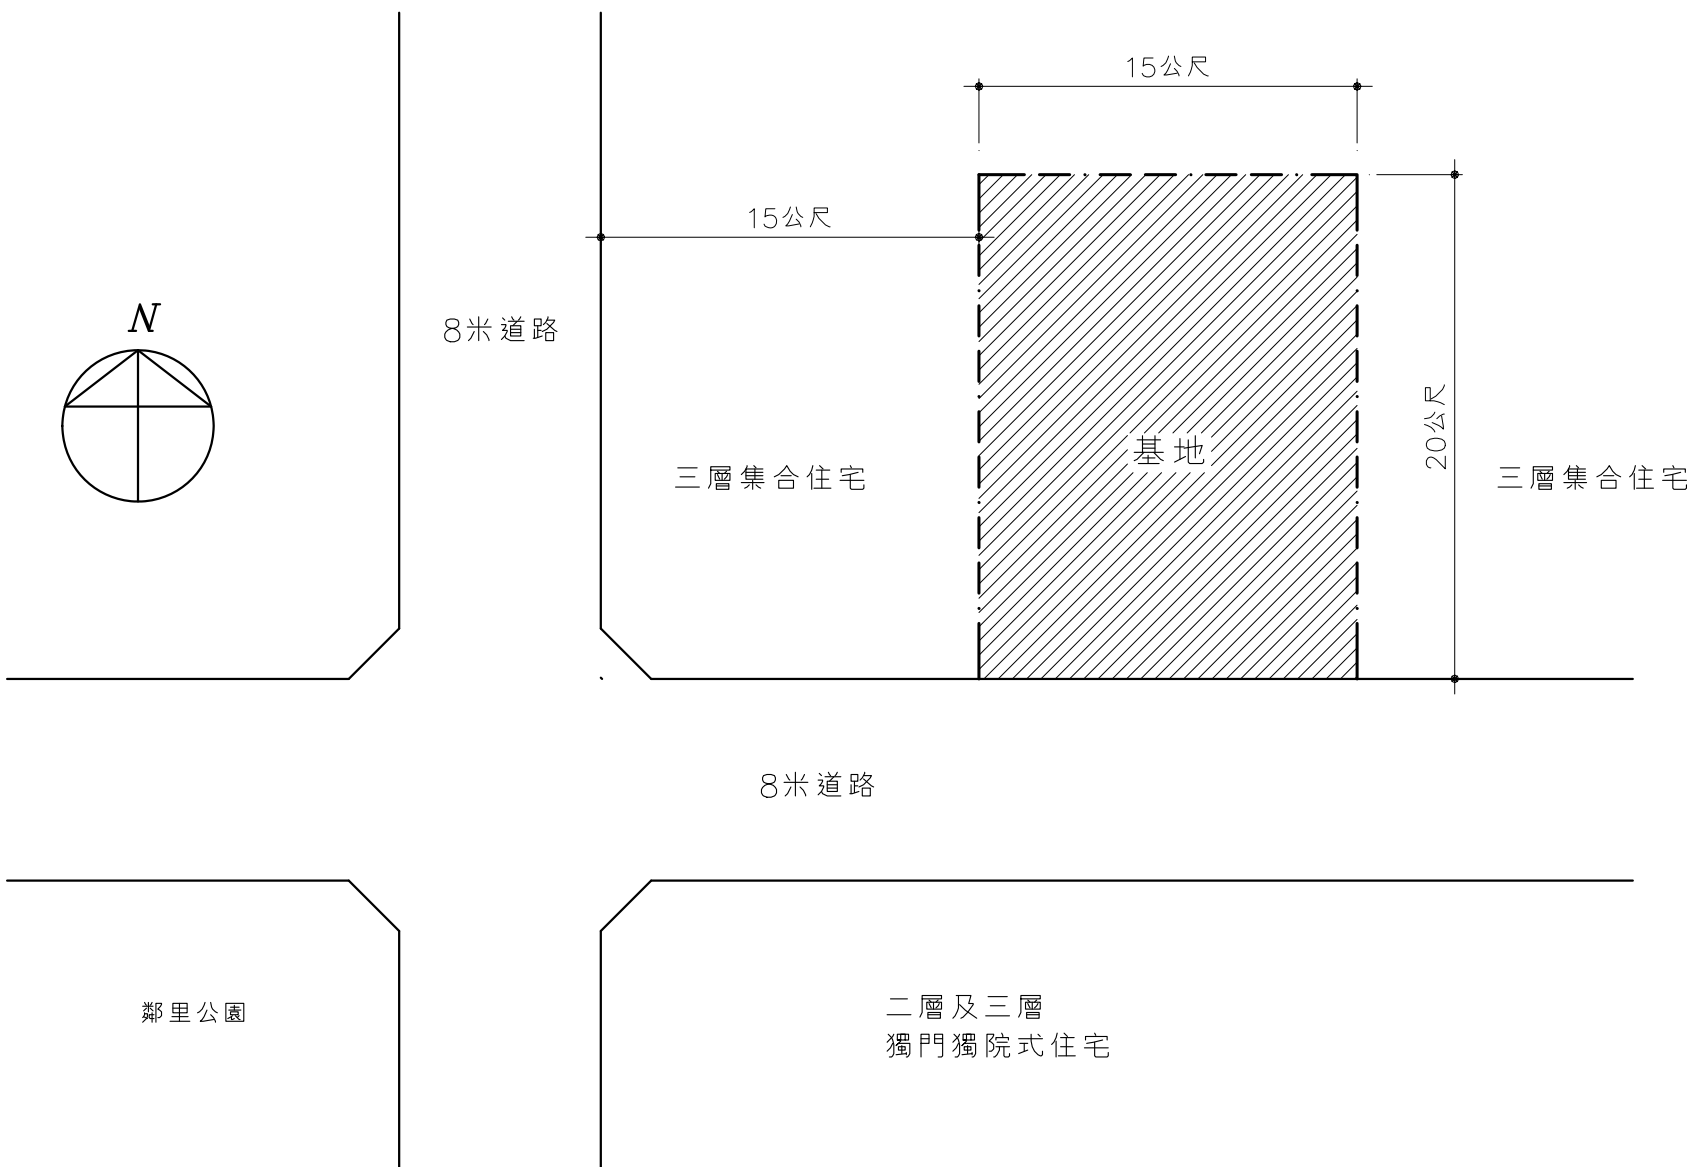 15公尺
15公尺
N
8米道路
20公尺
基地
三層集合住宅
三層集合住宅
8米道路
鄰里公園
二層及三層
獨門獨院式住宅